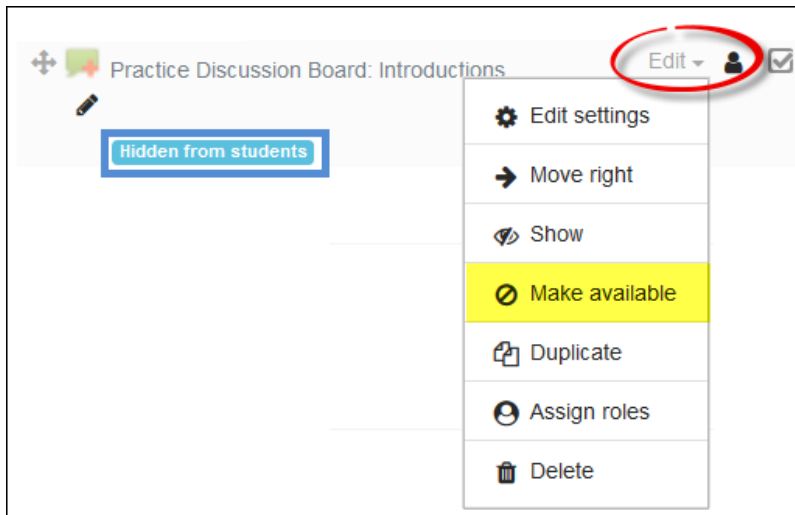 Practice Discussion Board: Introductions
Edit
Hidden from students
Edit settings
Move right
Show
Make available
Duplicate
Assign roles
Delete